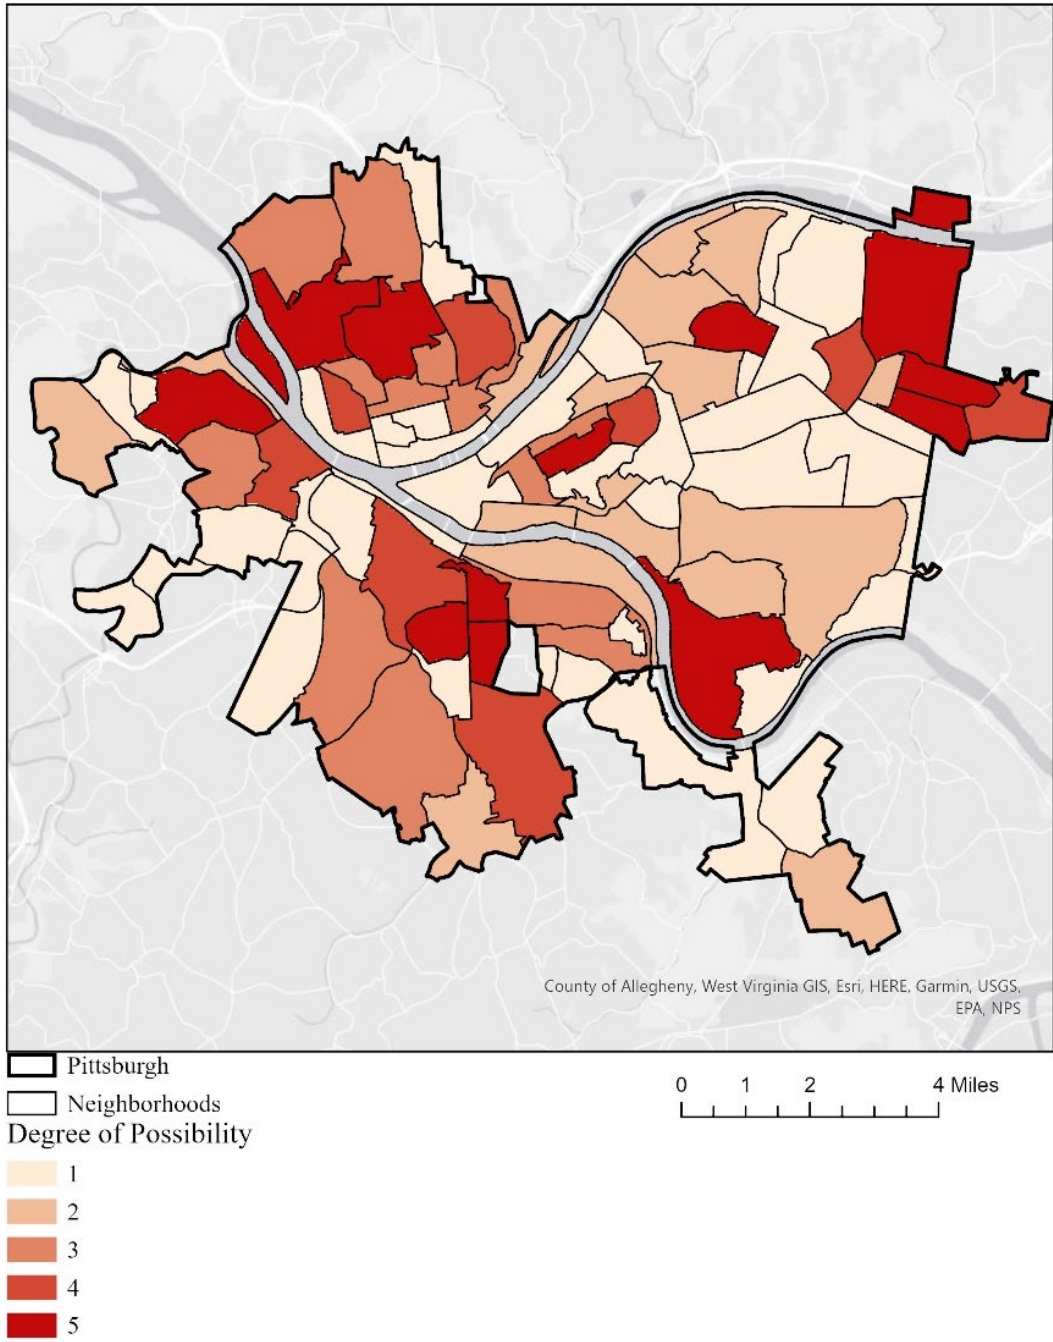 County of Allegheny, West Virginia GIS, Esri, HERE, Garmin, USGS,
EPA, NPS
Pittsburgh
Neighborhoods
Degree of Possibility
1
2
3
4
5
0 1 2 4 Miles